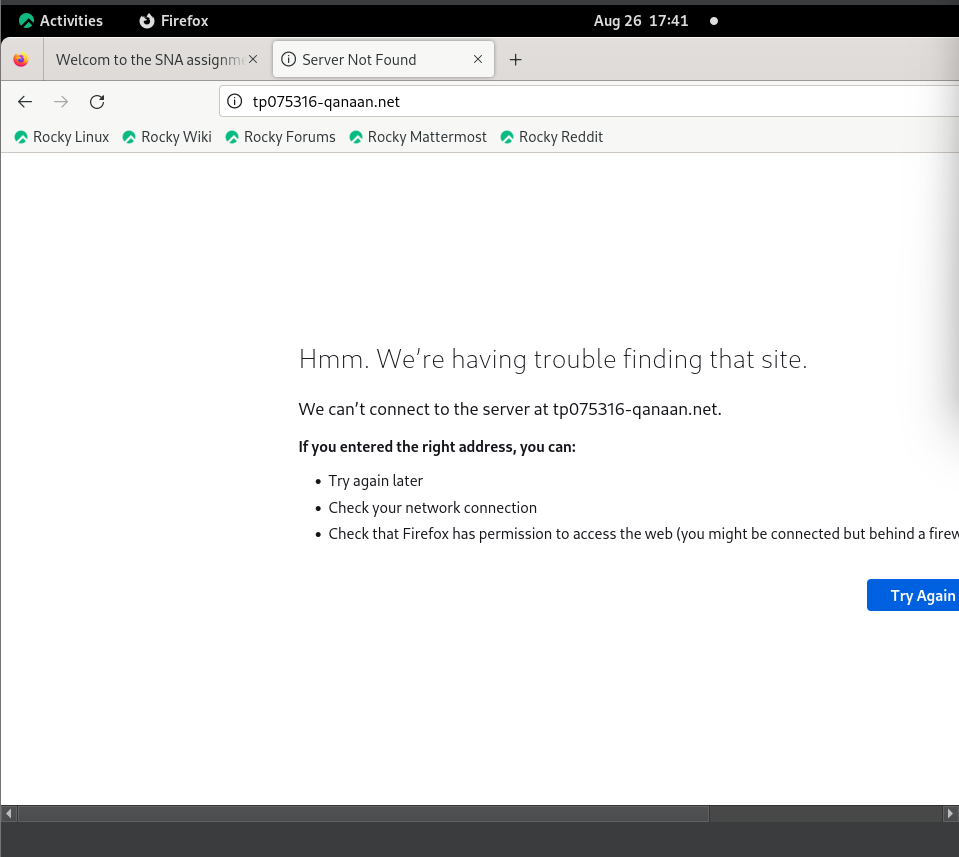 Activities Firefox Aug 26 17:41
Welcom to the SNA assignm Server Not Found
tp075316-qanaan.net
Rocky Linux Rocky Wiki Rocky Forums Rocky Mattermost Rocky Reddit
Hmm. We’re having trouble finding that site.
We can’t connect to the server at tp075316-qanaan.net.
If you entered the right address, you can:
Try again later
Check your network connection
Check that Firefox has permission to access the web (you might be connected but behind a firew
Try Again